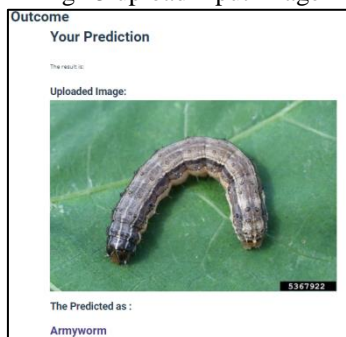 Outcome
Your Prediction
The result is:
Uploaded Image:
5367922
The Predicted as :
Armyworm